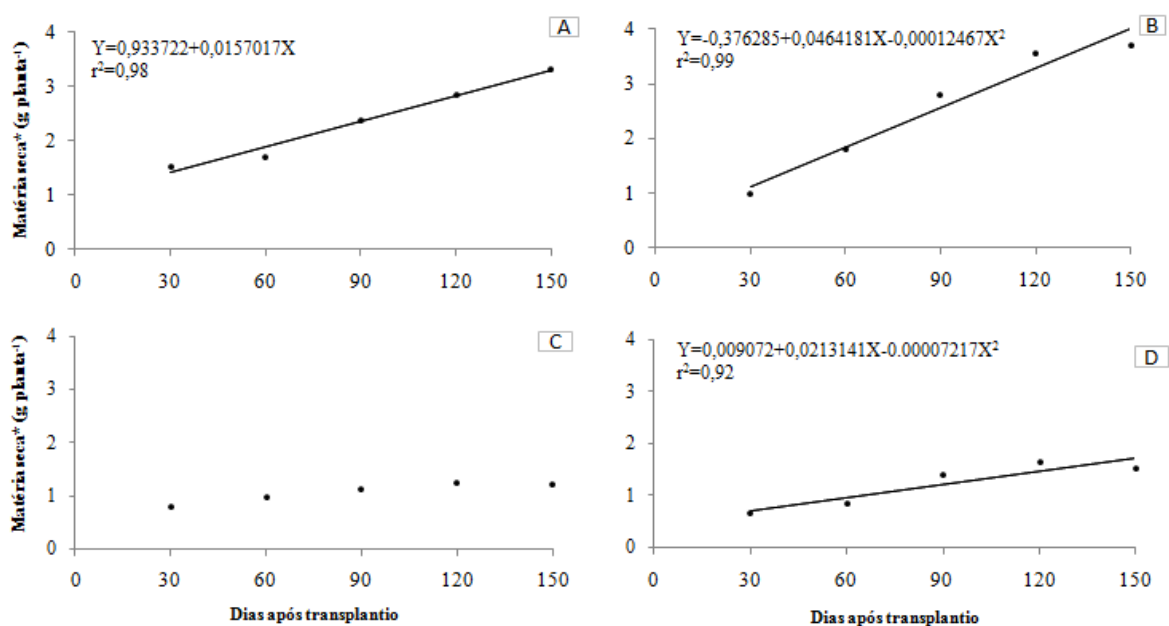 A
Y=0,933722+0,0157017X
r²=0,98
Matéria seca* (g planta⁻¹)
4
3
2
1
0
0 30 60 90 120 150
B
Y=-0,376285+0,0464181X-0,00012467X²
r²=0,99
4
3
2
1
0
0 30 60 90 120 150
C
Matéria seca* (g planta⁻¹)
4
3
2
1
0
0 30 60 90 120 150
Dias após transplantio
D
Y=0,009072+0,0213141X-0.00007217X²
r²=0,92
4
3
2
1
0
0 30 60 90 120 150
Dias após transplantio